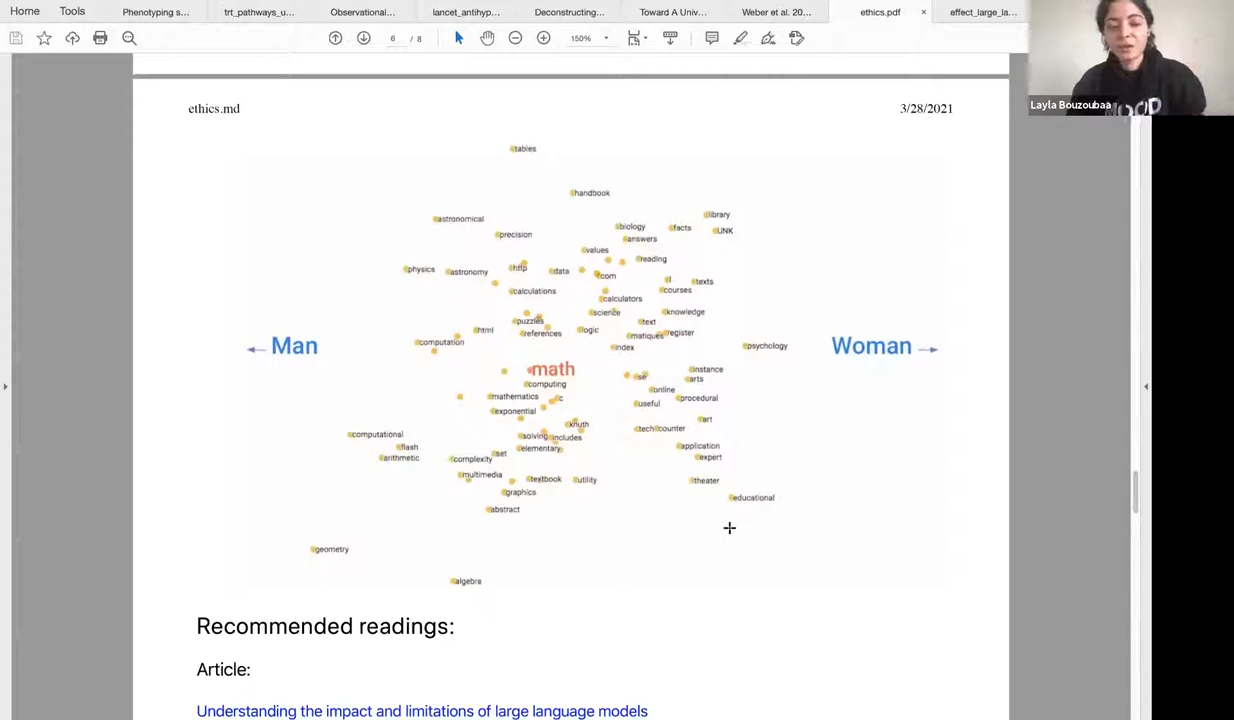 Home Tools Phenotyping s... trt_pathways_u... Observational... lancet_antihyp... Deconstructing... Toward A Univ... Weber et al. 20... ethics.pdf × effect_large_la...
6 / 8 150%
Layla Bouzoubaa
ethics.md 3/28/2021
tables
handbook
library
astronomical
biology
facts
UNK
precision
answers
values
reading
http
physics
astronomy
data
com
I
texts
calculations
courses
calculators
science
knowledge
puzzles
text
html
references
logic
matiques
register
computation
index
← Man
psychology
Woman →
math
instance
se
arts
computing
online
mathematics
c
procedural
useful
exponential
art
knuth
tech
counter
computational
solving
includes
flash
elementary
application
arithmetic
complexity
set
expert
multimedia
textbook
utility
theater
graphics
educational
abstract
geometry
algebra
Recommended readings:
Article:
Understanding the impact and limitations of large language models